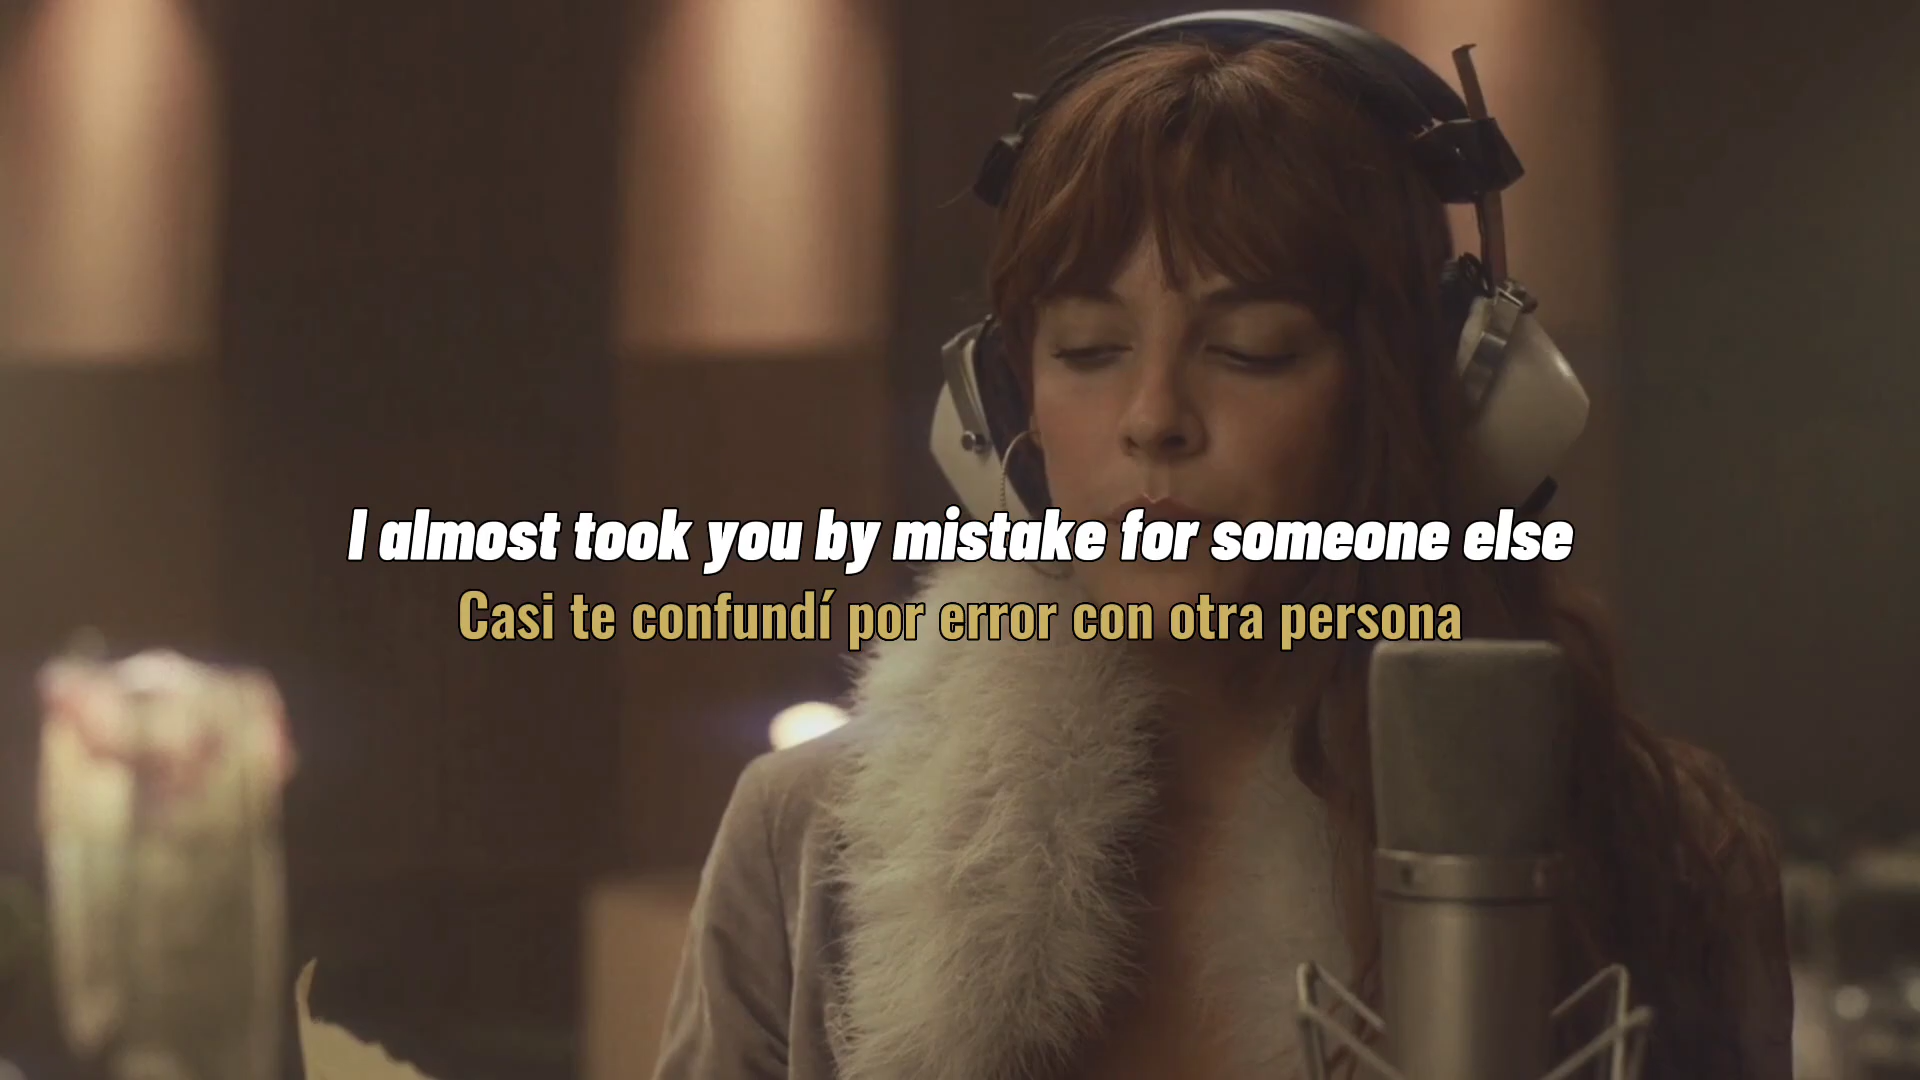 I almost took you by mistake for someone else
Casi te confundí por error con otra persona